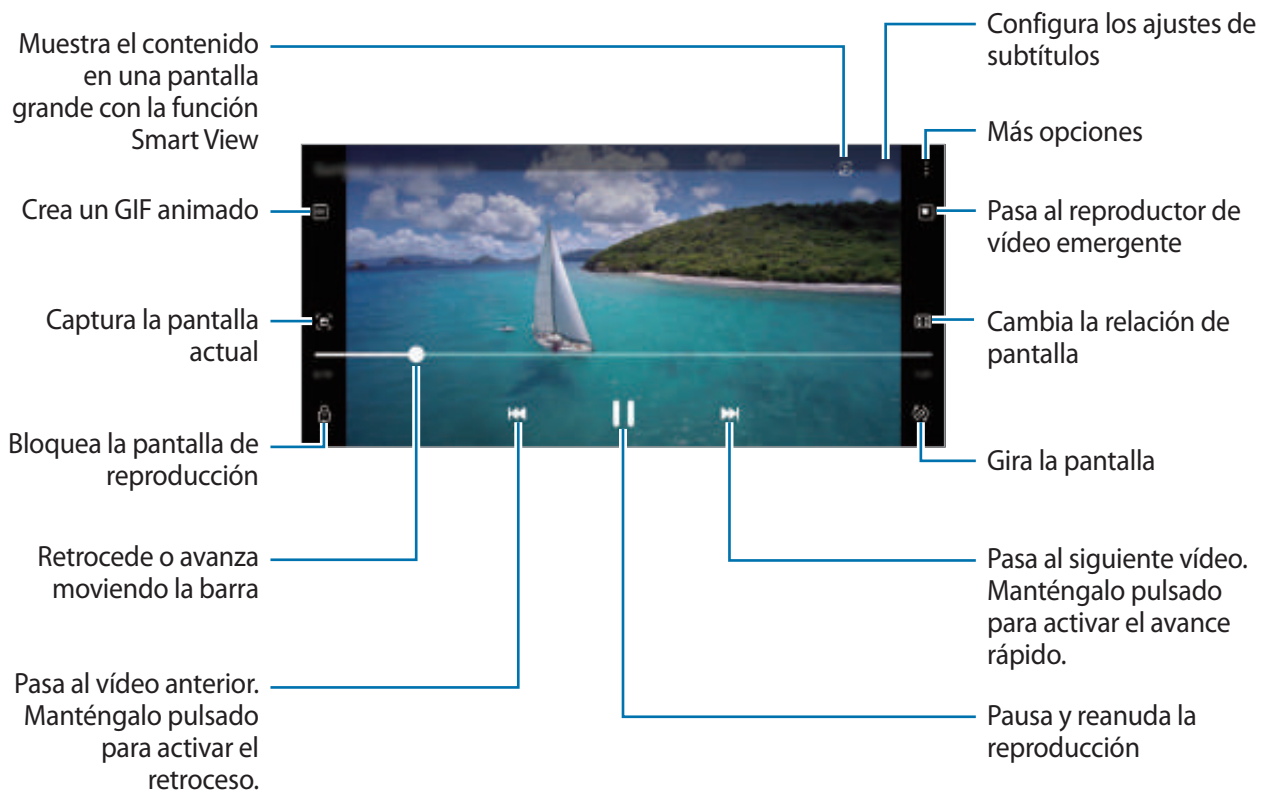 Muestra el contenido
en una pantalla
grande con la función
Smart View
Crea un GIF animado
Captura la pantalla
actual
Bloquea la pantalla de
reproducción
Retrocede o avanza
moviendo la barra
Pasa al vídeo anterior.
Manténgalo pulsado
para activar el
retroceso.
Configura los ajustes de
subtítulos
Más opciones
Pasa al reproductor de
vídeo emergente
Cambia la relación de
pantalla
Gira la pantalla
Pasa al siguiente vídeo.
Manténgalo pulsado
para activar el avance
rápido.
Pausa y reanuda la
reproducción